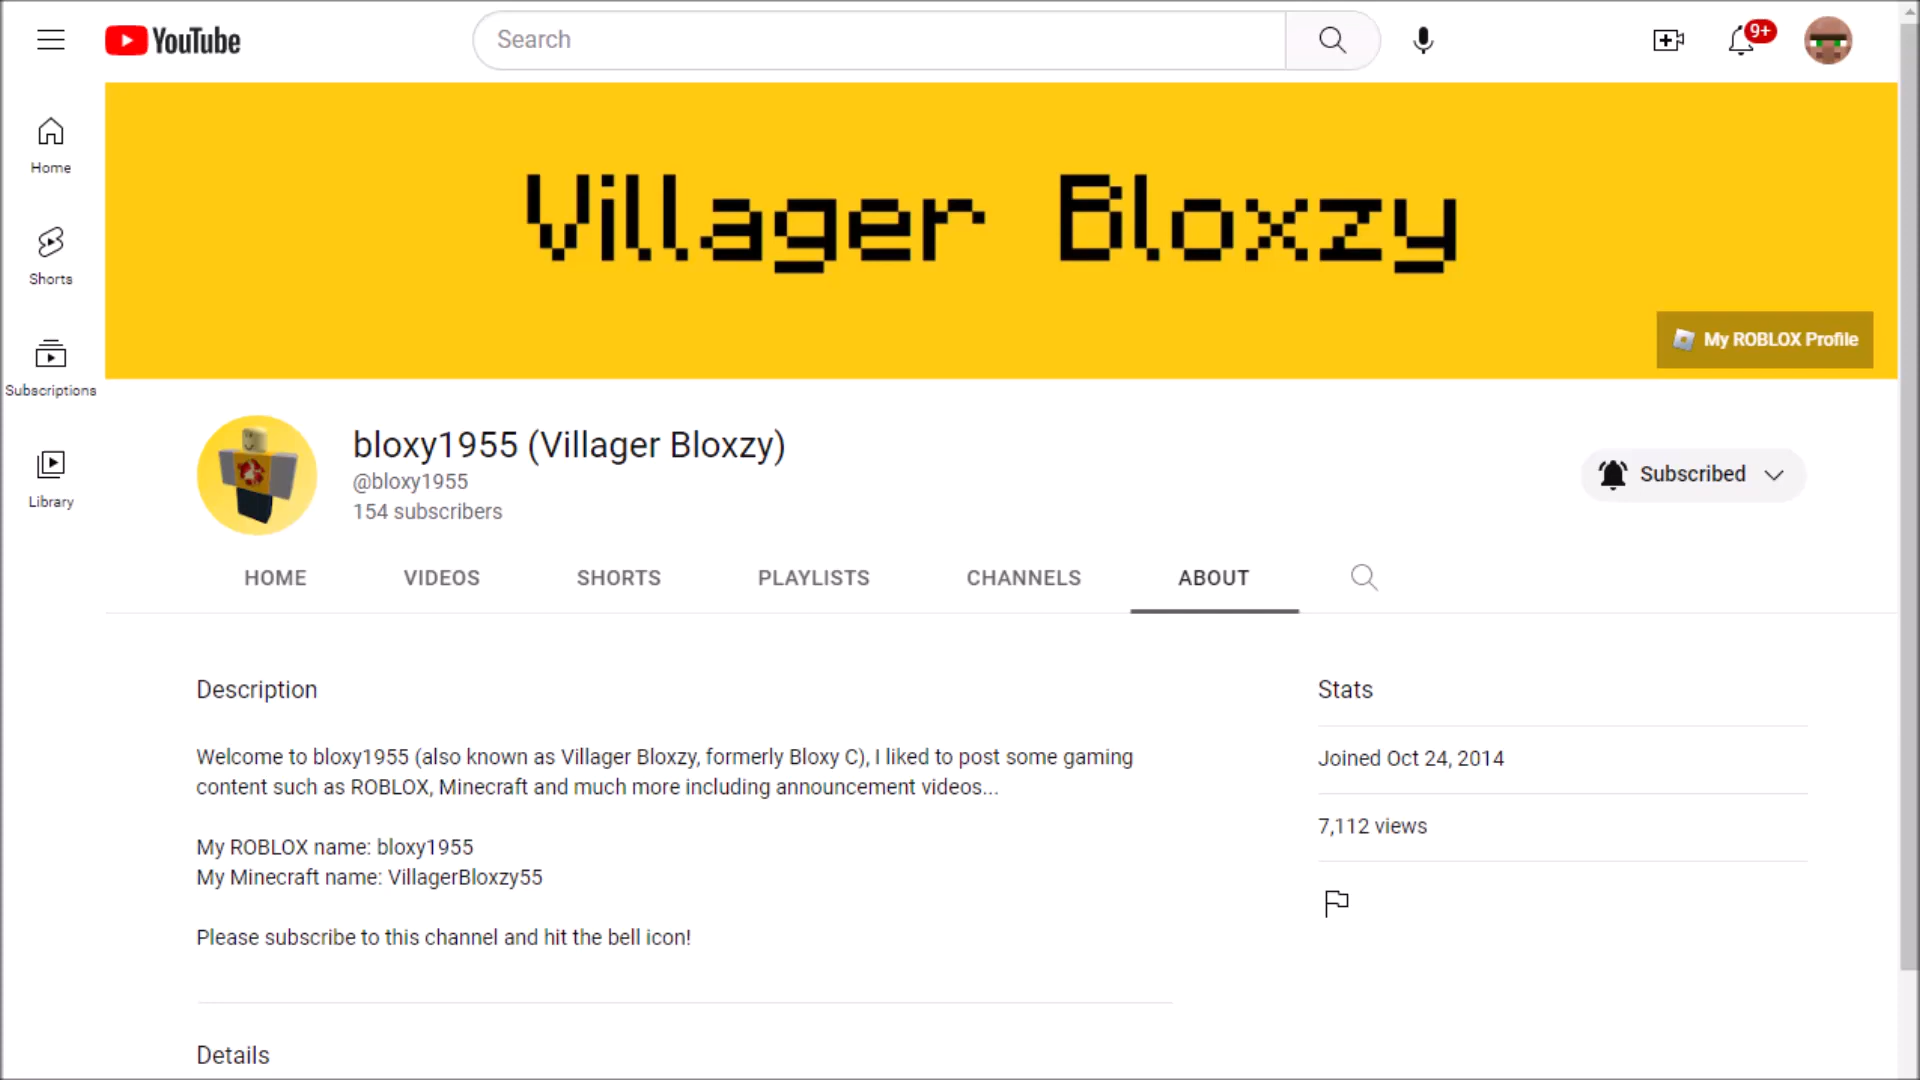 YouTube
Search
9+
Home
Shorts
Subscriptions
Library
Villager Bloxzy
My ROBLOX Profile
bloxy1955 (Villager Bloxzy)
@bloxy1955
154 subscribers
Subscribed
HOME VIDEOS SHORTS PLAYLISTS CHANNELS ABOUT
Description
Welcome to bloxy1955 (also known as Villager Bloxzy, formerly Bloxy C), I liked to post some gaming
content such as ROBLOX, Minecraft and much more including announcement videos...
My ROBLOX name: bloxy1955
My Minecraft name: VillagerBloxzy55
Please subscribe to this channel and hit the bell icon!
Details
Stats
Joined Oct 24, 2014
7,112 views